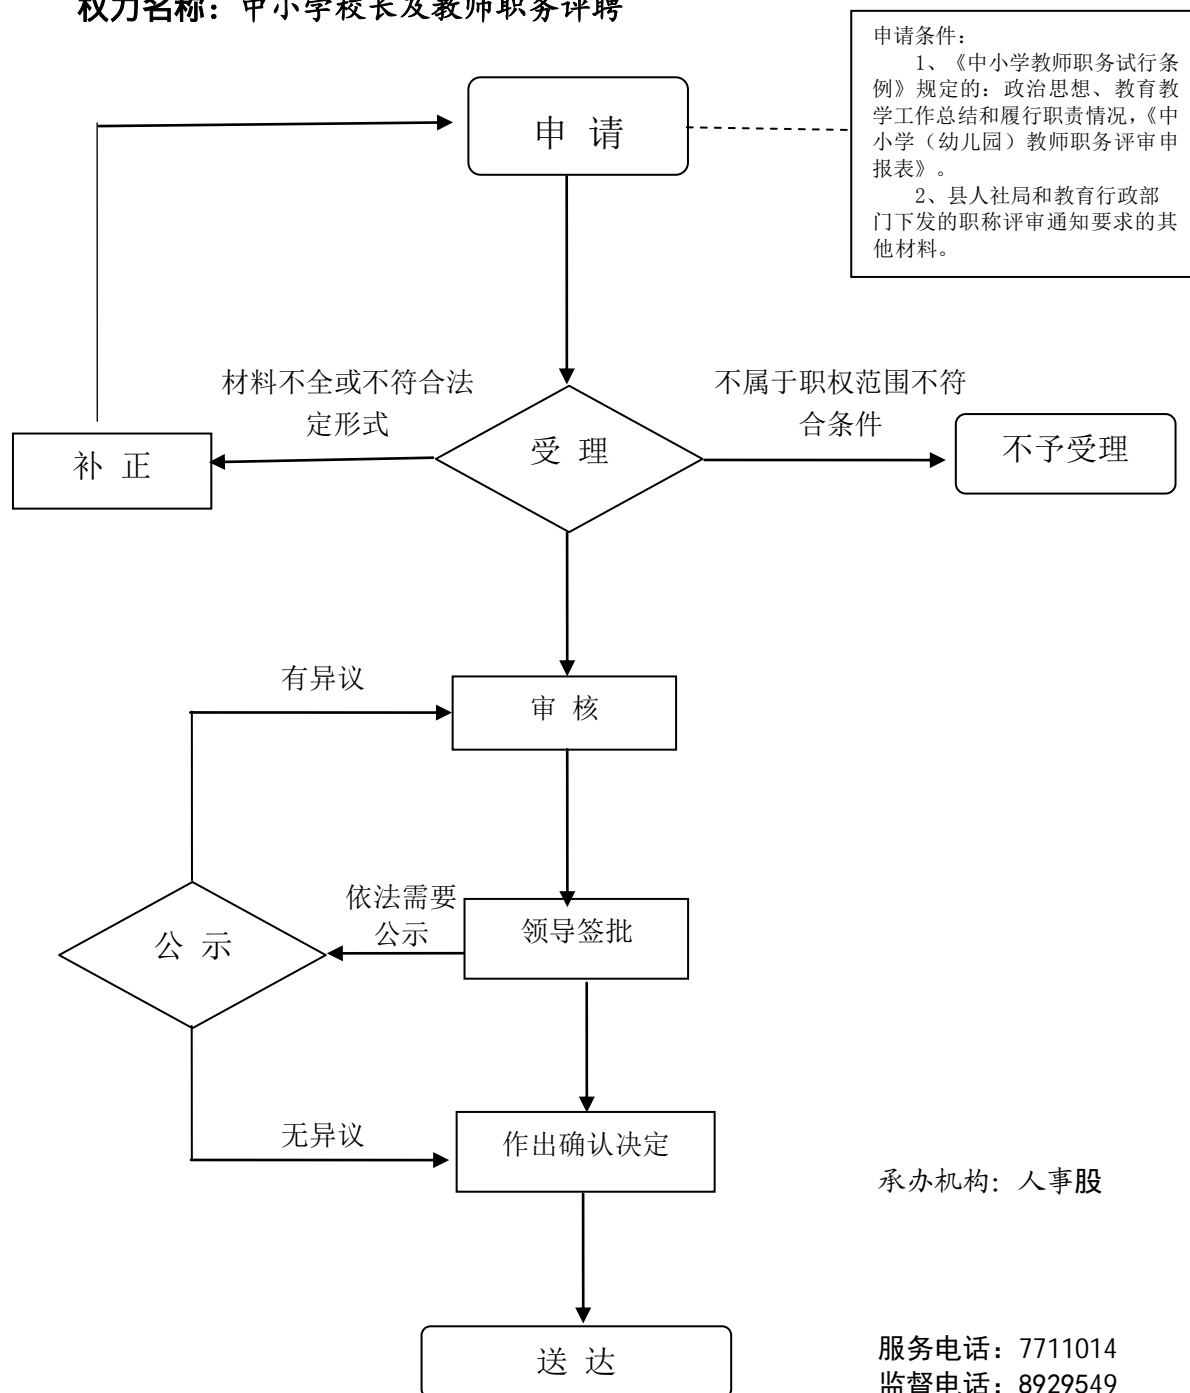 权力名称：中小学校长及教师职务评聘
申请条件：
1、《中小学教师职务试行条
例》规定的：政治思想、教育教
学工作总结和履行职责情况，《中
小学（幼儿园）教师职务评审申
报表》。
2、县人社局和教育行政部
门下发的职称评审通知要求的其
他材料。
申 请
材料不全或不符合法
定形式
不属于职权范围不符
合条件
补 正
受 理
不予受理
有异议
审 核
依法需要
公示
领导签批
公 示
无异议
作出确认决定
承办机构：人事股
送 达
服务电话：7711014
监督电话：8929549